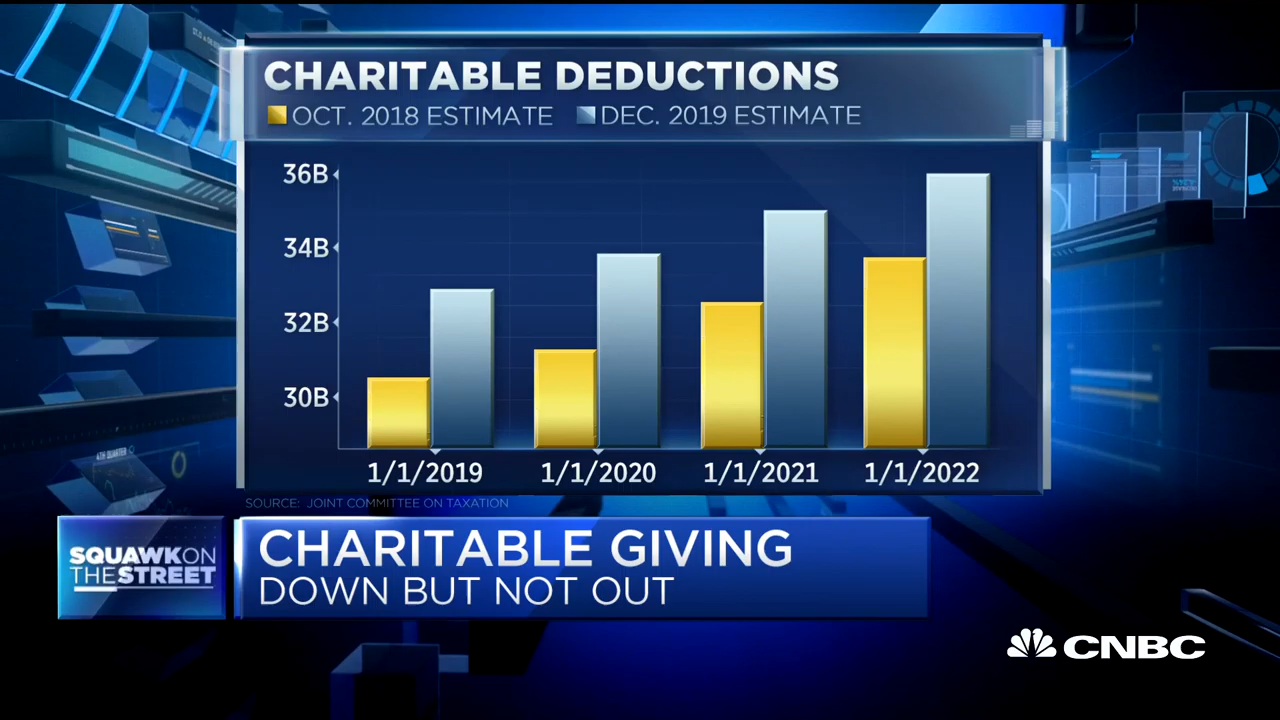 CHARITABLE DEDUCTIONS
OCT. 2018 ESTIMATE DEC. 2019 ESTIMATE
36B
34B
32B
30B
1/1/2019 1/1/2020 1/1/2021 1/1/2022
SOURCE: JOINT COMMITTEE ON TAXATION
4TH QUARTER
SQUAWK ON
THE STREET
CHARITABLE GIVING
DOWN BUT NOT OUT
CNBC